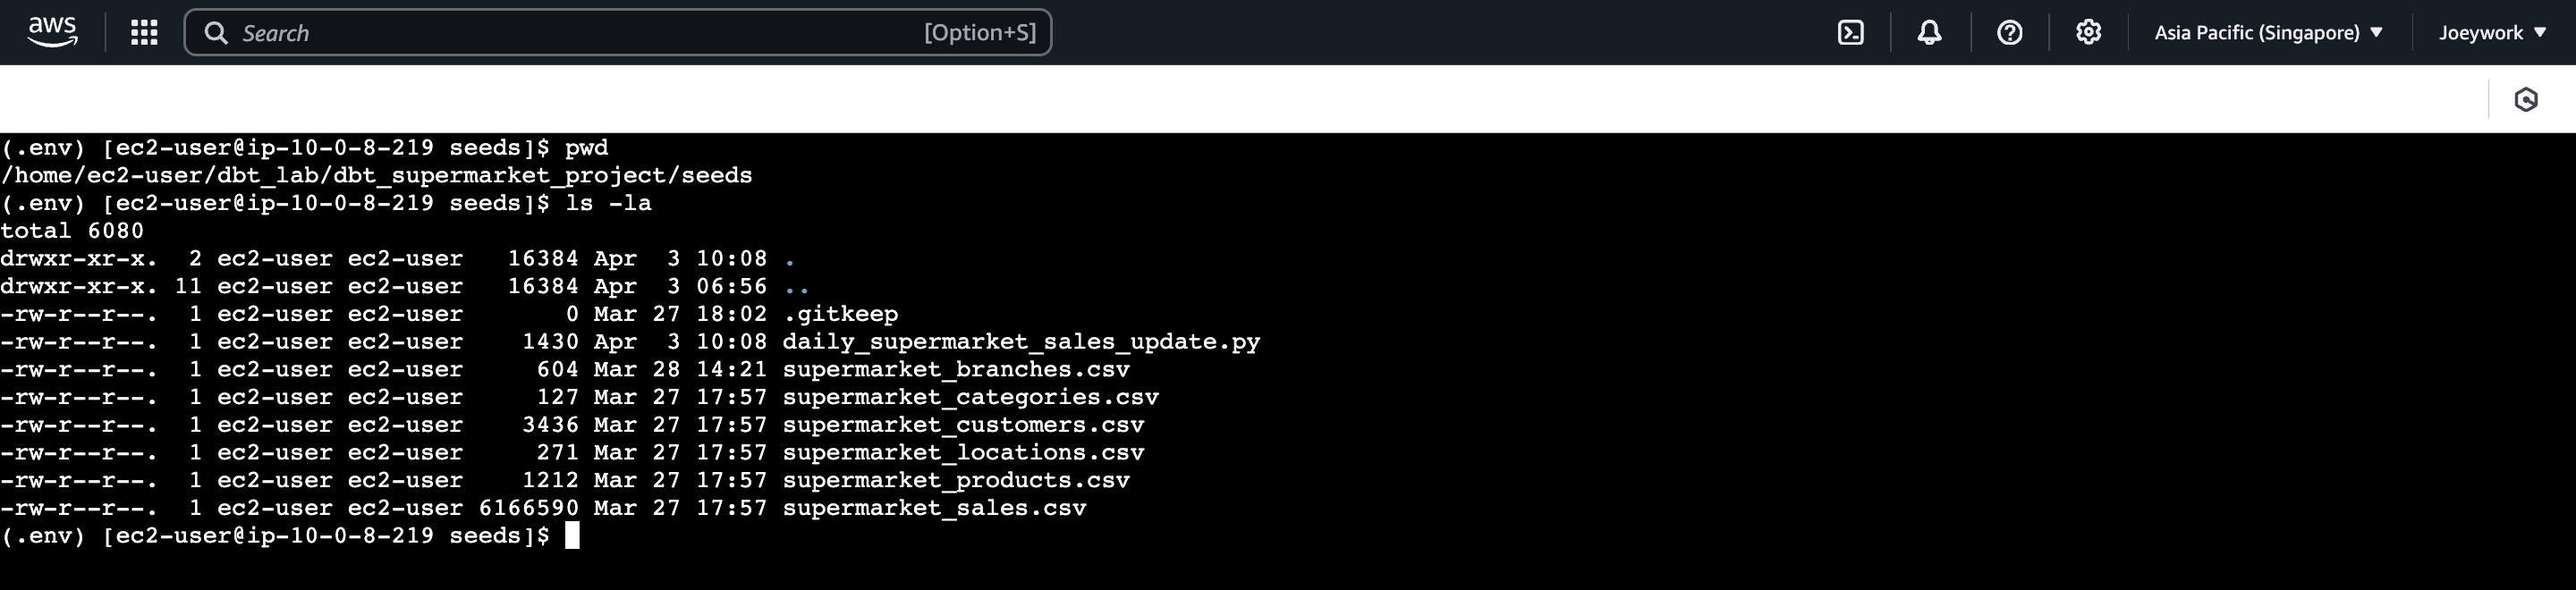 aws Search [Option+S] Asia Pacific (Singapore) ▼ Joeywork ▼
(.env) [ec2-user@ip-10-0-8-219 seeds]$ pwd
/home/ec2-user/dbt_lab/dbt_supermarket_project/seeds
(.env) [ec2-user@ip-10-0-8-219 seeds]$ ls -la
total 6080
drwxr-xr-x.  2 ec2-user ec2-user   16384 Apr  3 10:08 .
drwxr-xr-x. 11 ec2-user ec2-user   16384 Apr  3 06:56 ..
-rw-r--r--.  1 ec2-user ec2-user       0 Mar 27 18:02 .gitkeep
-rw-r--r--.  1 ec2-user ec2-user    1430 Apr  3 10:08 daily_supermarket_sales_update.py
-rw-r--r--.  1 ec2-user ec2-user     604 Mar 28 14:21 supermarket_branches.csv
-rw-r--r--.  1 ec2-user ec2-user     127 Mar 27 17:57 supermarket_categories.csv
-rw-r--r--.  1 ec2-user ec2-user    3436 Mar 27 17:57 supermarket_customers.csv
-rw-r--r--.  1 ec2-user ec2-user     271 Mar 27 17:57 supermarket_locations.csv
-rw-r--r--.  1 ec2-user ec2-user    1212 Mar 27 17:57 supermarket_products.csv
-rw-r--r--.  1 ec2-user ec2-user 6166590 Mar 27 17:57 supermarket_sales.csv
(.env) [ec2-user@ip-10-0-8-219 seeds]$